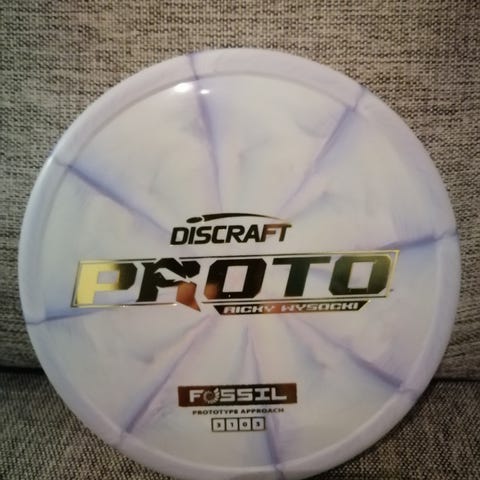 DISCRAFT
PROTO
RICKY WYSOCKI
FOSSIL
PROTOTYPE APPROACH
3 1 0 3